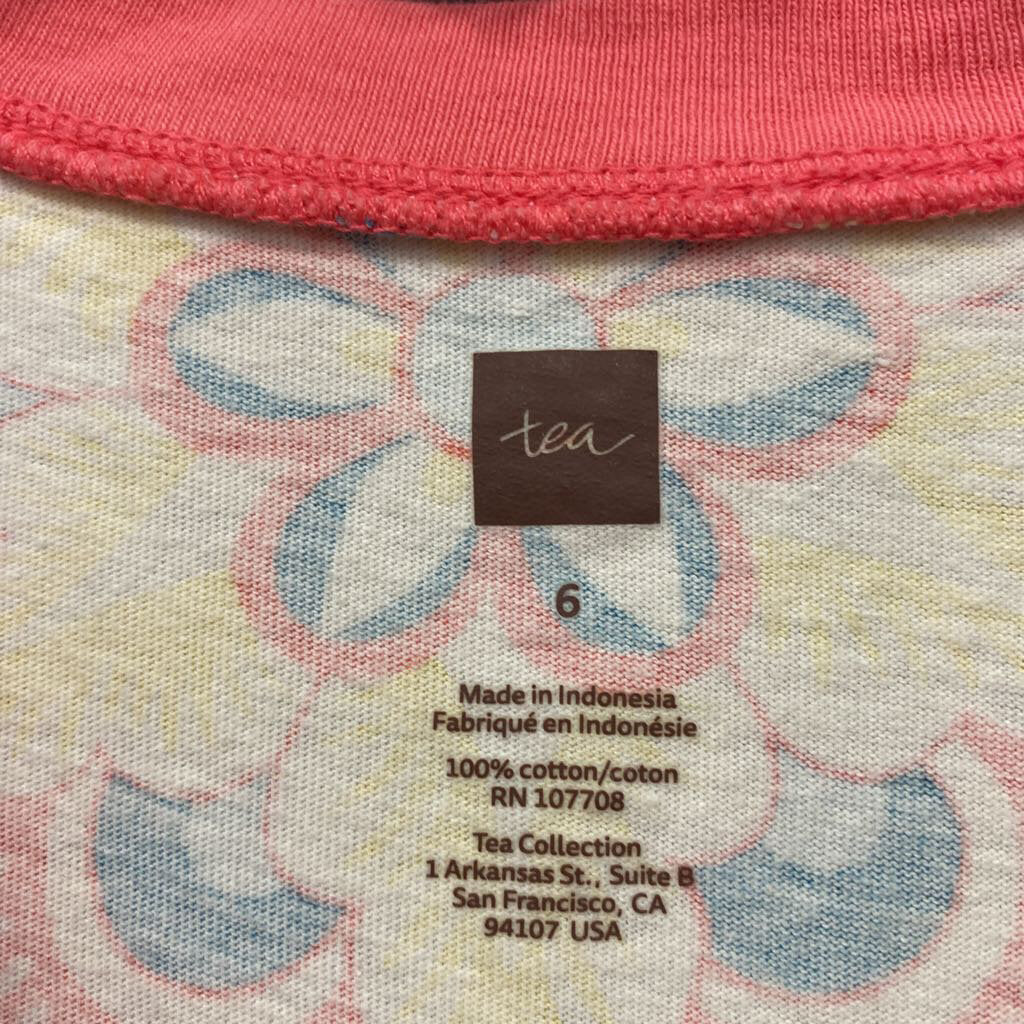 tea
6
Made in Indonesia
Fabriqué en Indonésie
100% cotton/coton
RN 107708
Tea Collection
1 Arkansas St., Suite B
San Francisco, CA
94107 USA